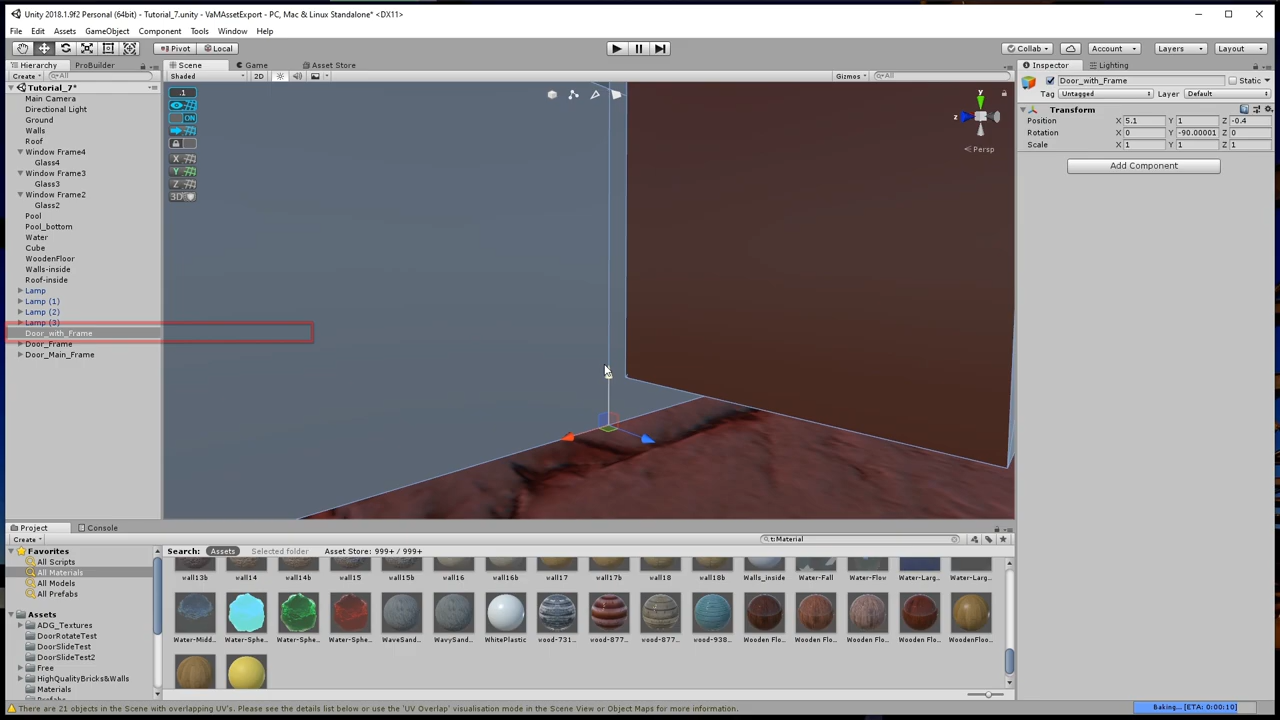 Unity 2018.1.9f2 Personal (64bit) - Tutorial_7.unity - VaMAssetExport - PC, Mac & Linux Standalone* <DX11>
File Edit Assets GameObject Component Tools Window Help
Pivot Local Collab Account Layers Layout
Hierarchy ProBuilder Scene Game Asset Store Inspector Lighting
Create All Shaded 2D Gizmos All Door_with_Frame Static
Tag Untagged Layer Default
Tutorial_7*
Main Camera
Directional Light
Ground
Walls
Roof
Window Frame4
Glass4
Window Frame3
Glass3
Window Frame2
Glass2
Pool
Pool_bottom
Water
Cube
WoodenFloor
Walls-inside
Roof-inside
Lamp
Lamp (1)
Lamp (2)
Lamp (3)
Door_with_Frame
Door_Frame
Door_Main_Frame
.1
ON
X
Y
Z
3D
y
z
Persp
Transform
Position X 5.1 Y 1 Z -0.4
Rotation X 0 Y -90.00001 Z 0
Scale X 1 Y 1 Z 1
Add Component
Project Console
Create t:Material
Favorites
All Scripts
All Materials
All Models
All Prefabs
Assets
ADG_Textures
DoorRotateTest
DoorSlideTest
DoorSlideTest2
Free
HighQualityBricks&Walls
Materials
Search: Assets Selected folder Asset Store: 999+ / 999+
wall13b wall14 wall14b wall15 wall15b wall16 wall16b wall17 wall17b wall18 wall18b Walls_inside Water-Fall Water-Flow Water-Larg... Water-Larg...
Water-Midd... Water-Sphe... Water-Sphe... Water-Sphe... WaveSand... WavySand... WhitePlastic wood-731... wood-877... wood-877... wood-938... Wooden Flo... Wooden Flo... Wooden Flo... Wooden Flo... WoodenFloo...
There are 21 objects in the Scene with overlapping UV's. Please see the details list below or use the 'UV Overlap' visualisation mode in the Scene View or Object Maps for more information.
Baking... [ETA: 0:00:10]